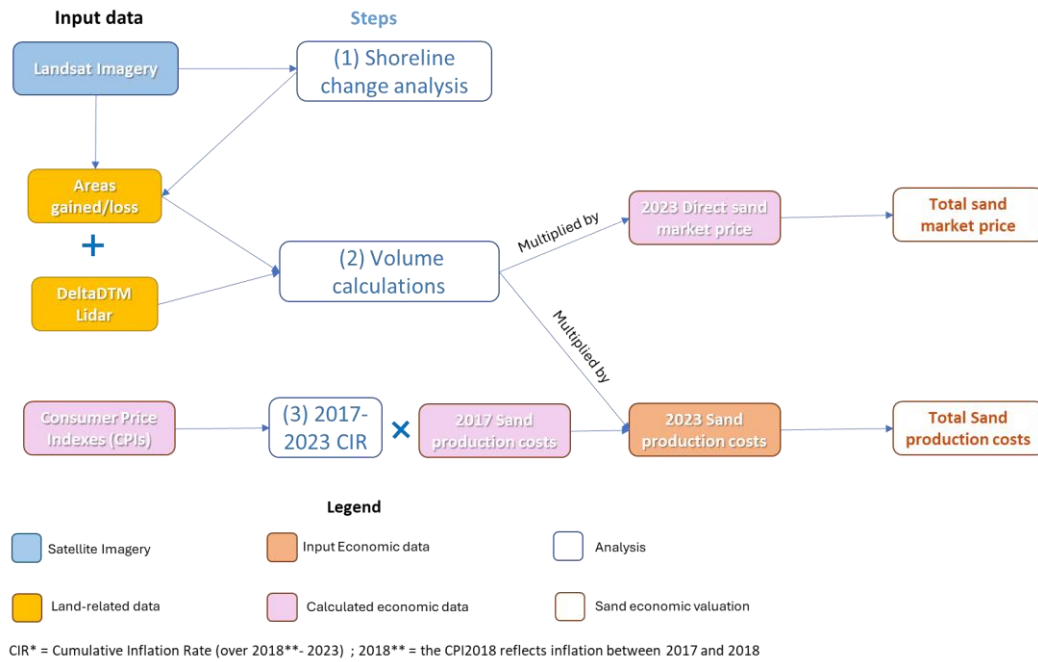 Input data
Steps
Landsat Imagery
(1) Shoreline
change analysis
Areas
gained/loss
+
DeltaDTM
Lidar
(2) Volume
calculations
Multiplied by
2023 Direct sand
market price
Total sand
market price
Multiplied by
Consumer Price
Indexes (CPIs)
(3) 2017-
2023 CIR
×
2017 Sand
production costs
2023 Sand
production costs
Total Sand
production costs
Legend
Satellite Imagery
Input Economic data
Analysis
Land-related data
Calculated economic data
Sand economic valuation
CIR* = Cumulative Inflation Rate (over 2018**- 2023) ; 2018** = the CPI2018 reflects inflation between 2017 and 2018